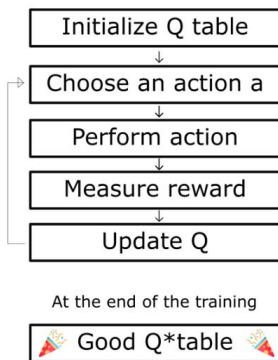 Initialize Q table
Choose an action a
Perform action
Measure reward
Update Q
At the end of the training
Good Q*table